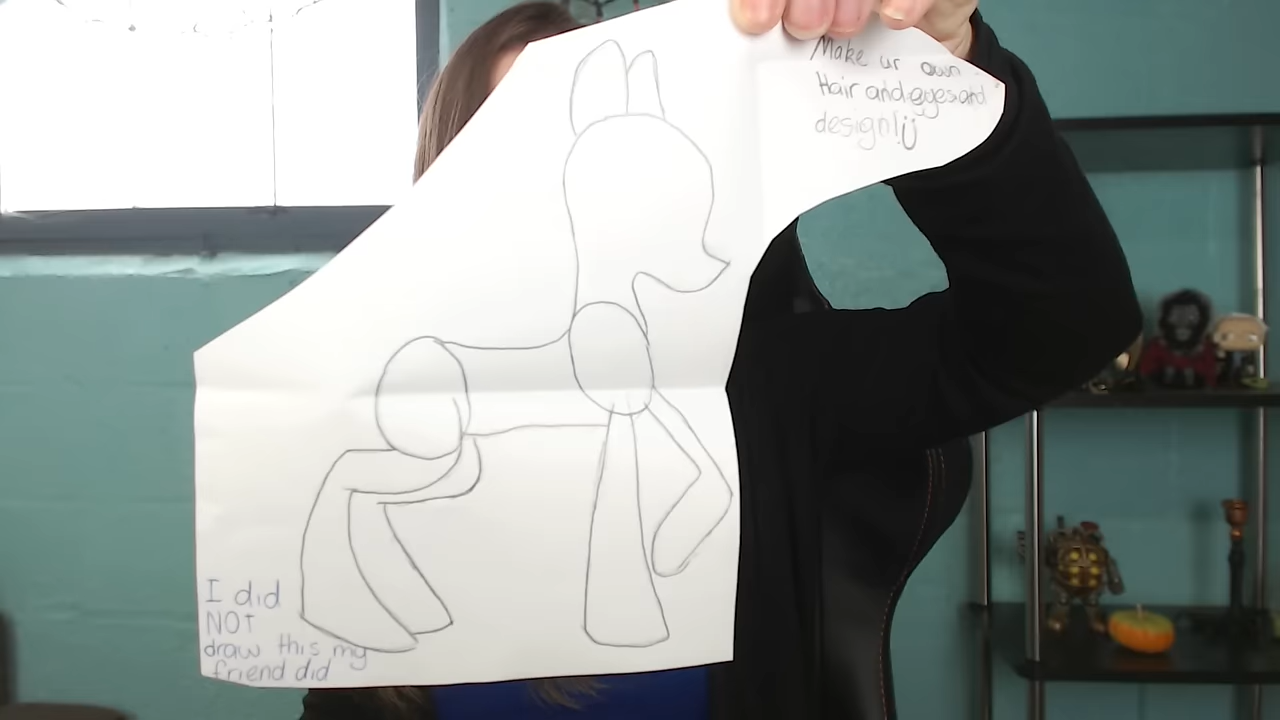 Make ur own
Hair and eyes and
design! ü
I did
NOT
draw this my
friend did